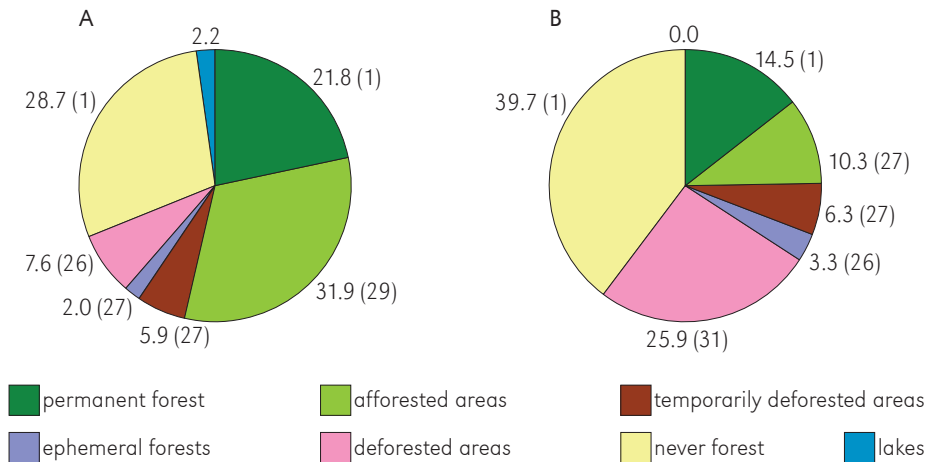 A
B
2.2
0.0
21.8 (1)
14.5 (1)
28.7 (1)
39.7 (1)
10.3 (27)
6.3 (27)
7.6 (26)
3.3 (26)
31.9 (29)
2.0 (27)
5.9 (27)
25.9 (31)
permanent forest
afforested areas
temporarily deforested areas
ephemeral forests
deforested areas
never forest
lakes